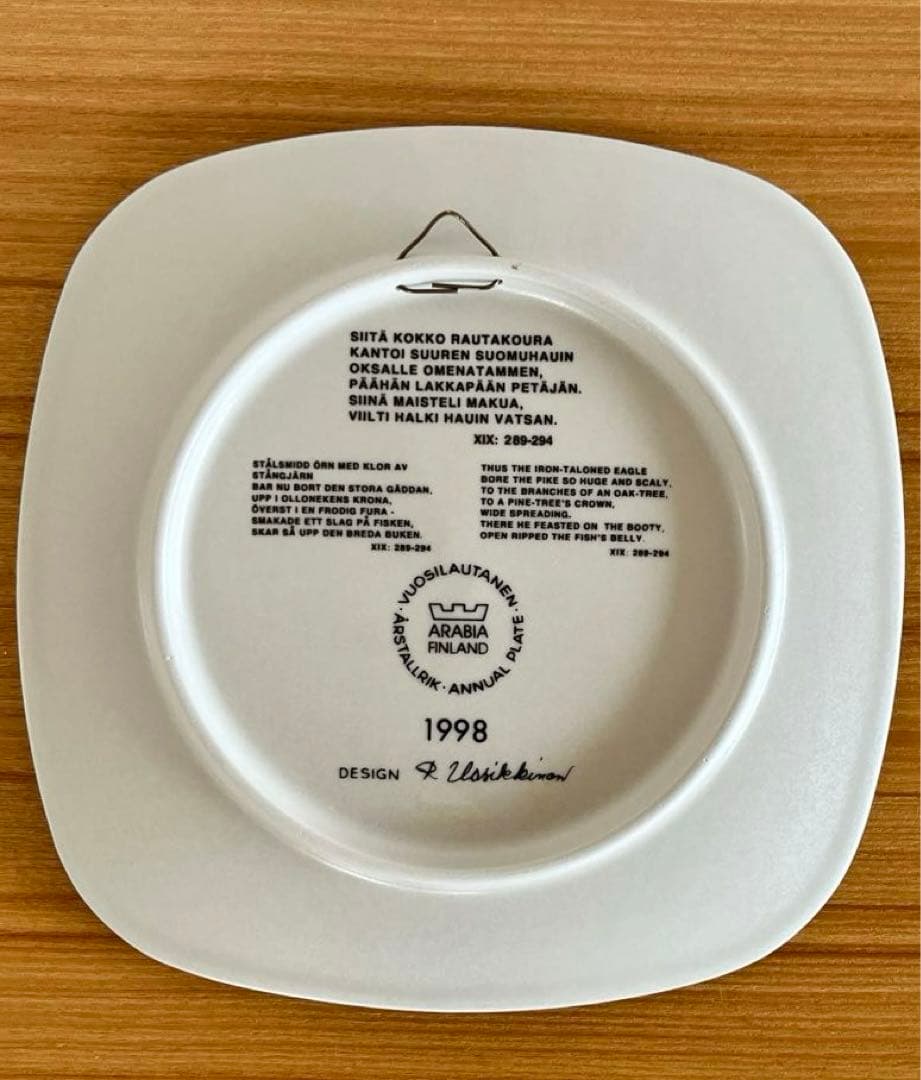 SIITÄ KOKKO RAUTAKOURA
KANTOI SUUREN SUOMUHAUIN
OKSALLE OMENATAMMEN,
PÄÄHÄN LAKKAPÄÄN PETÄJÄN.
SIINÄ MAISTELI MAKUA,
VIILTI HALKI HAUIN VATSAN.
XIX: 289-294
STÅLSMIDD ÖRN MED KLOR AV
STÅNGJÄRN
BAR NU BORT DEN STORA GÄDDAN,
UPP I OLLONEKENS KRONA,
ÖVERST I EN FRODIG FURA -
SMAKADE ETT SLAG PÅ FISKEN,
SKAR SÅ UPP DEN BREDA BUKEN.
XIX: 289-294
THUS THE IRON-TALONED EAGLE
BORE THE PIKE SO HUGE AND SCALY,
TO THE BRANCHES OF AN OAK-TREE,
TO A PINE-TREE'S CROWN,
WIDE SPREADING.
THERE HE FEASTED ON THE BOOTY,
OPEN RIPPED THE FISH'S BELLY.
XIX: 289-294
· VUOSILAUTANEN ·
ARABIA
FINLAND
ÅRSTALLRIK · ANNUAL PLATE
1998
DESIGN R Uosikkinen